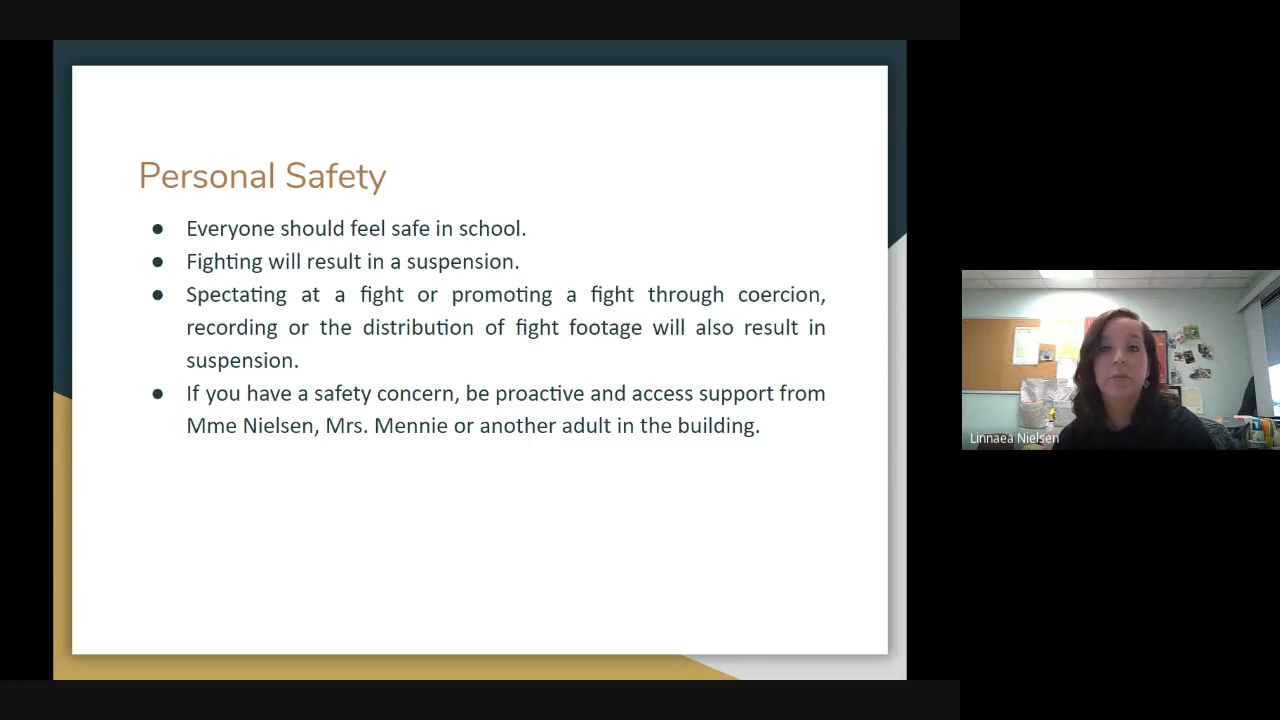 Personal Safety
● Everyone should feel safe in school.
● Fighting will result in a suspension.
● Spectating at a fight or promoting a fight through coercion,
recording or the distribution of fight footage will also result in
suspension.
● If you have a safety concern, be proactive and access support from
Mme Nielsen, Mrs. Mennie or another adult in the building.
Linnaea Nielsen